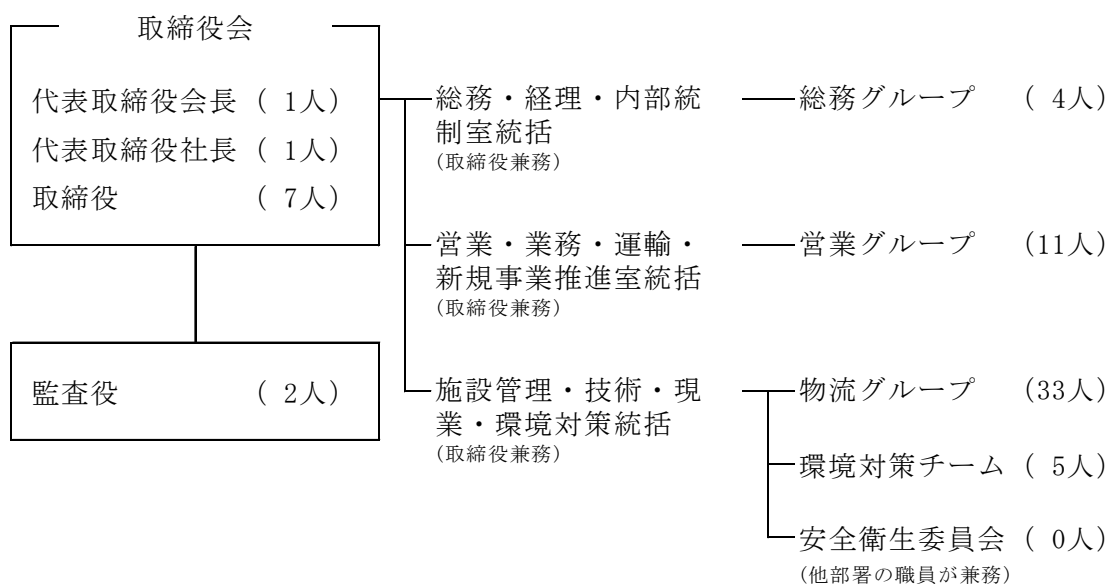 取締役会
代表取締役会長 ( 1人)
代表取締役社長 ( 1人)
取締役 ( 7人)
監査役 ( 2人)
総務・経理・内部統
制室統括
(取締役兼務)
総務グループ ( 4人)
営業・業務・運輸・
新規事業推進室統括
(取締役兼務)
営業グループ (11人)
施設管理・技術・現
業・環境対策統括
(取締役兼務)
物流グループ (33人)
環境対策チーム ( 5人)
安全衛生委員会 ( 0人)
(他部署の職員が兼務)